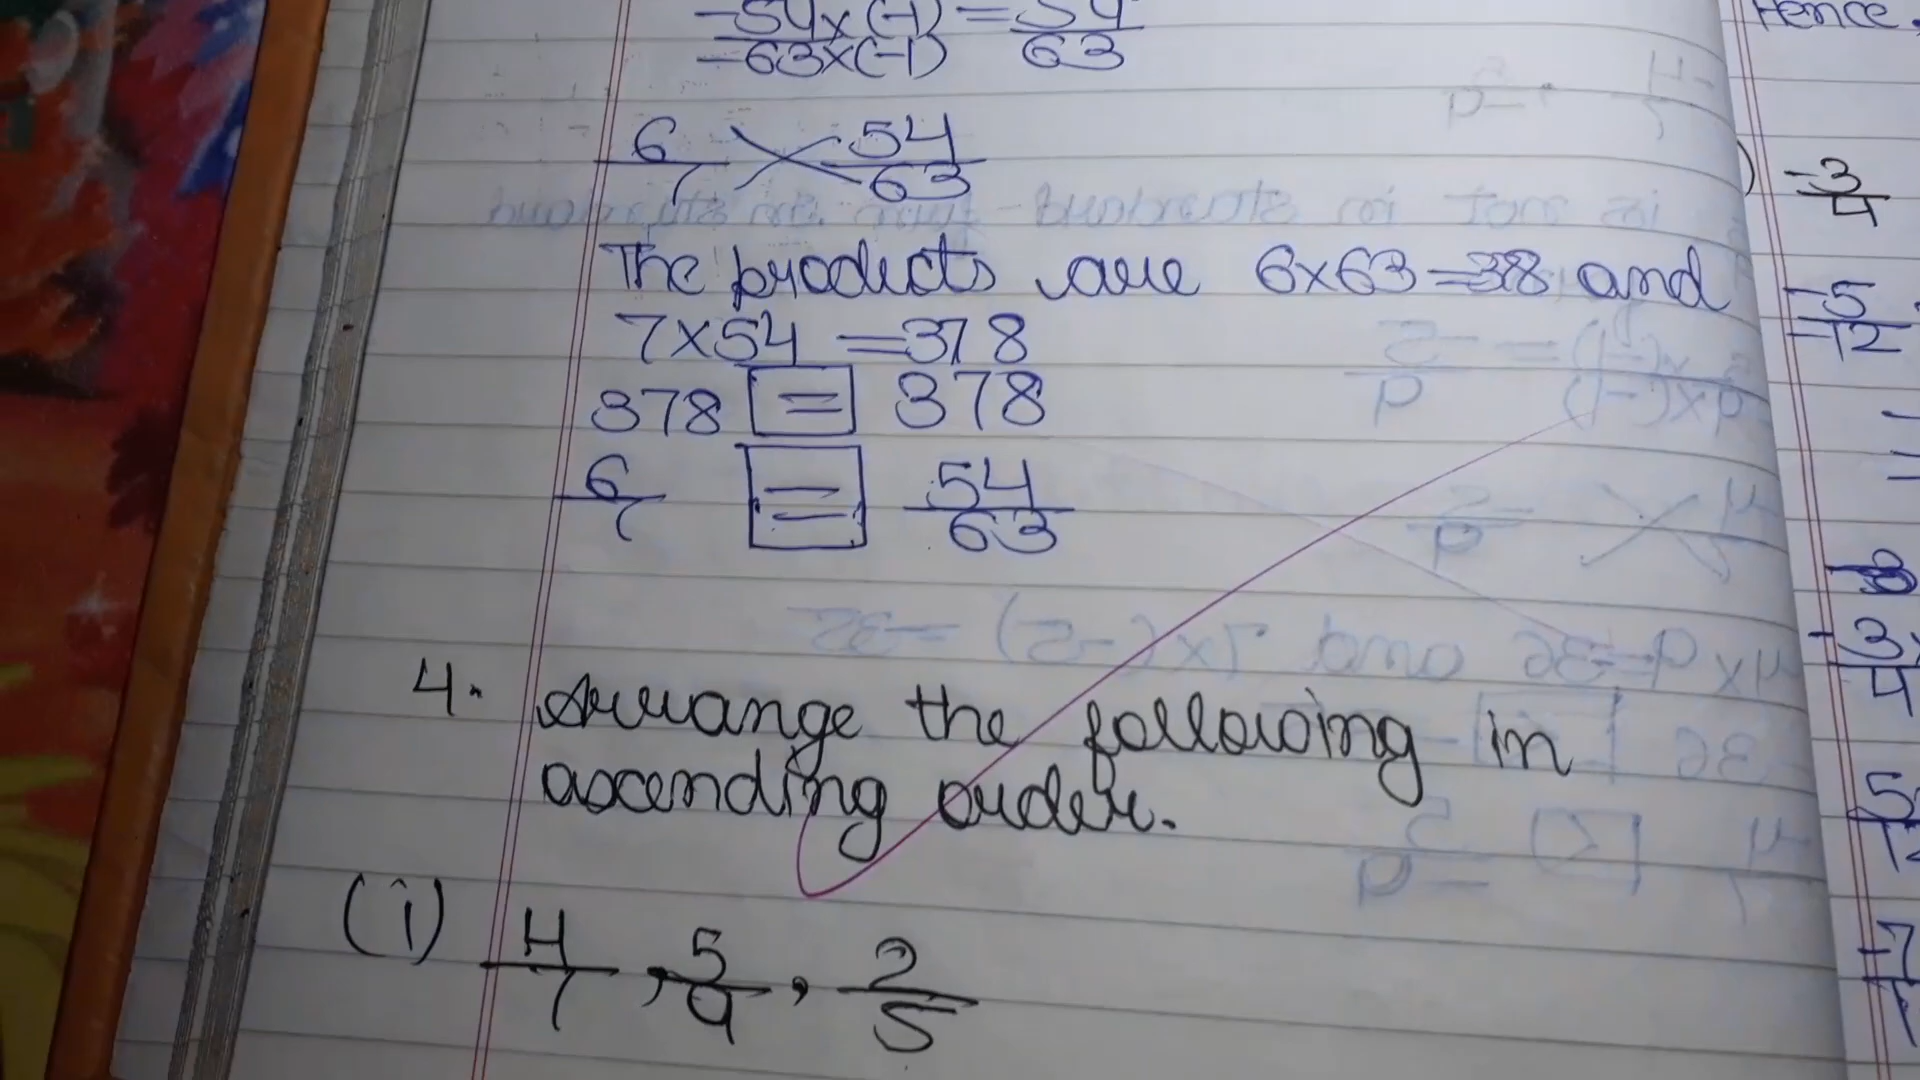 -54×(-1) = 54
-63×(-1) 63
6 54
7 63
The products are 6×63=378 and
7×54 =378
378 = 378
6 = 54
7 63
4. Arrange the following in
ascending order.
(i) 4/7, 5/9, 2/5
Hence
-3
4
-5
-12
-3
4
5
-7